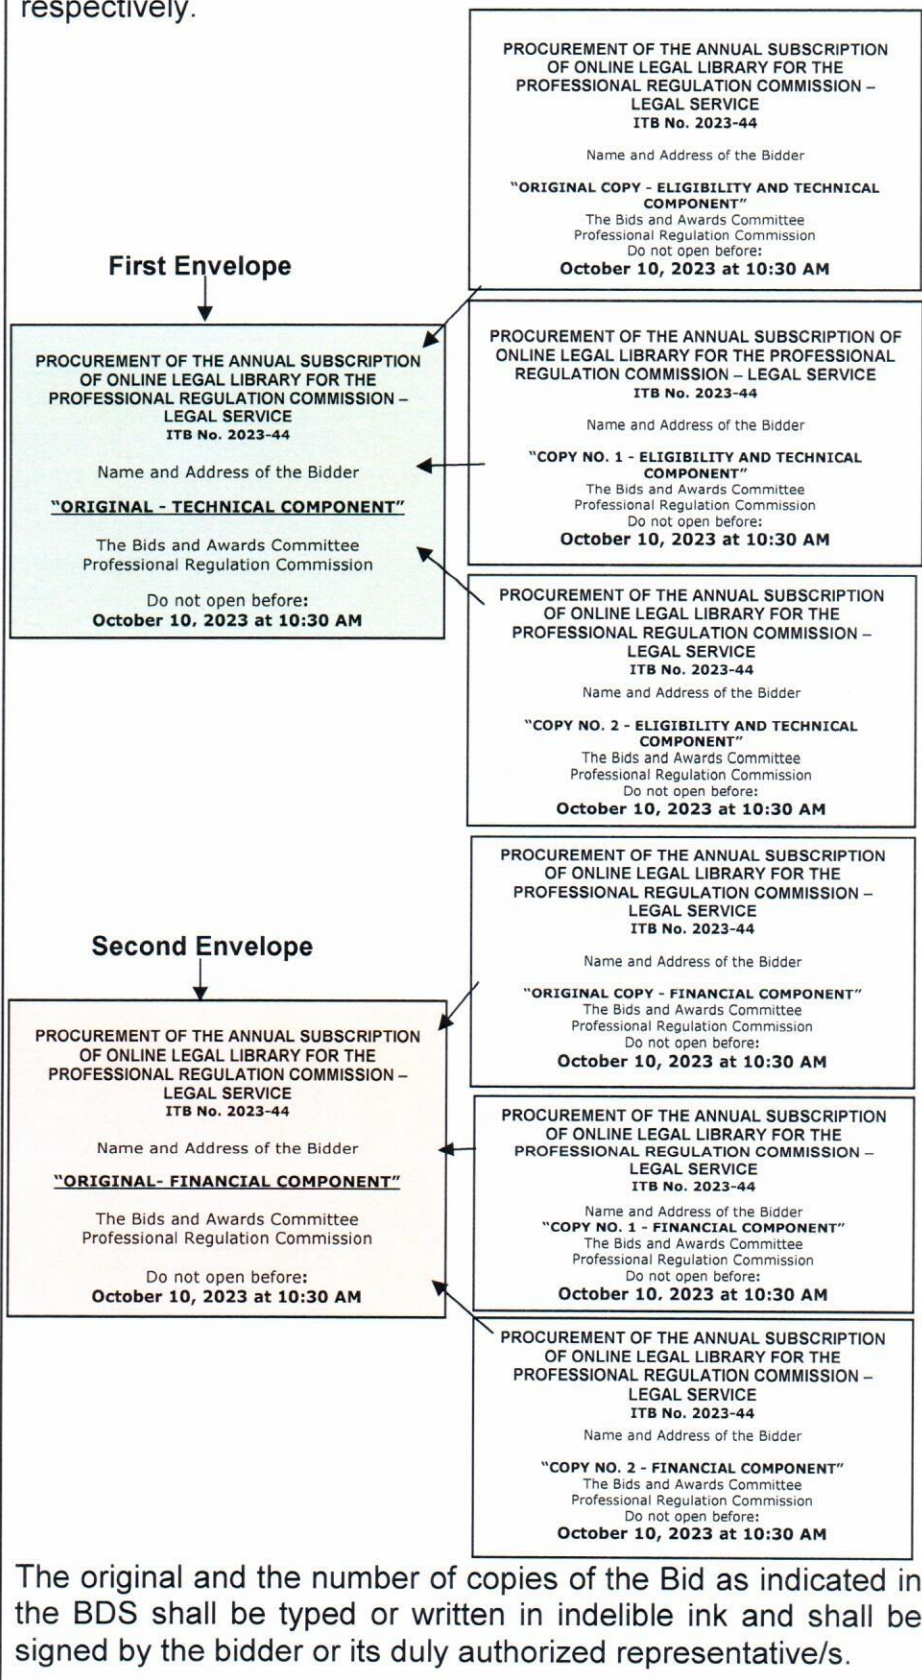 respectively.
PROCUREMENT OF THE ANNUAL SUBSCRIPTION
OF ONLINE LEGAL LIBRARY FOR THE
PROFESSIONAL REGULATION COMMISSION –
LEGAL SERVICE
ITB No. 2023-44
Name and Address of the Bidder
"ORIGINAL COPY - ELIGIBILITY AND TECHNICAL
COMPONENT"
The Bids and Awards Committee
Professional Regulation Commission
Do not open before:
October 10, 2023 at 10:30 AM
First Envelope
PROCUREMENT OF THE ANNUAL SUBSCRIPTION
OF ONLINE LEGAL LIBRARY FOR THE
PROFESSIONAL REGULATION COMMISSION –
LEGAL SERVICE
ITB No. 2023-44
Name and Address of the Bidder
"ORIGINAL - TECHNICAL COMPONENT"
The Bids and Awards Committee
Professional Regulation Commission
Do not open before:
October 10, 2023 at 10:30 AM
PROCUREMENT OF THE ANNUAL SUBSCRIPTION OF
ONLINE LEGAL LIBRARY FOR THE PROFESSIONAL
REGULATION COMMISSION – LEGAL SERVICE
ITB No. 2023-44
Name and Address of the Bidder
"COPY NO. 1 - ELIGIBILITY AND TECHNICAL
COMPONENT"
The Bids and Awards Committee
Professional Regulation Commission
Do not open before:
October 10, 2023 at 10:30 AM
PROCUREMENT OF THE ANNUAL SUBSCRIPTION
OF ONLINE LEGAL LIBRARY FOR THE
PROFESSIONAL REGULATION COMMISSION –
LEGAL SERVICE
ITB No. 2023-44
Name and Address of the Bidder
"COPY NO. 2 - ELIGIBILITY AND TECHNICAL
COMPONENT"
The Bids and Awards Committee
Professional Regulation Commission
Do not open before:
October 10, 2023 at 10:30 AM
PROCUREMENT OF THE ANNUAL SUBSCRIPTION
OF ONLINE LEGAL LIBRARY FOR THE
PROFESSIONAL REGULATION COMMISSION –
LEGAL SERVICE
ITB No. 2023-44
Name and Address of the Bidder
"ORIGINAL COPY - FINANCIAL COMPONENT"
The Bids and Awards Committee
Professional Regulation Commission
Do not open before:
October 10, 2023 at 10:30 AM
Second Envelope
PROCUREMENT OF THE ANNUAL SUBSCRIPTION
OF ONLINE LEGAL LIBRARY FOR THE
PROFESSIONAL REGULATION COMMISSION –
LEGAL SERVICE
ITB No. 2023-44
Name and Address of the Bidder
"ORIGINAL- FINANCIAL COMPONENT"
The Bids and Awards Committee
Professional Regulation Commission
Do not open before:
October 10, 2023 at 10:30 AM
PROCUREMENT OF THE ANNUAL SUBSCRIPTION
OF ONLINE LEGAL LIBRARY FOR THE
PROFESSIONAL REGULATION COMMISSION –
LEGAL SERVICE
ITB No. 2023-44
Name and Address of the Bidder
"COPY NO. 1 - FINANCIAL COMPONENT"
The Bids and Awards Committee
Professional Regulation Commission
Do not open before:
October 10, 2023 at 10:30 AM
PROCUREMENT OF THE ANNUAL SUBSCRIPTION
OF ONLINE LEGAL LIBRARY FOR THE
PROFESSIONAL REGULATION COMMISSION –
LEGAL SERVICE
ITB No. 2023-44
Name and Address of the Bidder
"COPY NO. 2 - FINANCIAL COMPONENT"
The Bids and Awards Committee
Professional Regulation Commission
Do not open before:
October 10, 2023 at 10:30 AM
The original and the number of copies of the Bid as indicated in
the BDS shall be typed or written in indelible ink and shall be
signed by the bidder or its duly authorized representative/s.